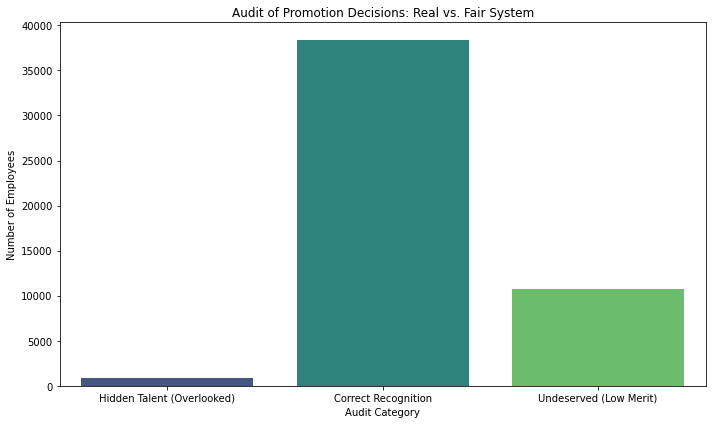 Audit of Promotion Decisions: Real vs. Fair System
40000
35000
30000
25000
20000
15000
10000
5000
0
Number of Employees
Hidden Talent (Overlooked)
Correct Recognition
Undeserved (Low Merit)
Audit Category